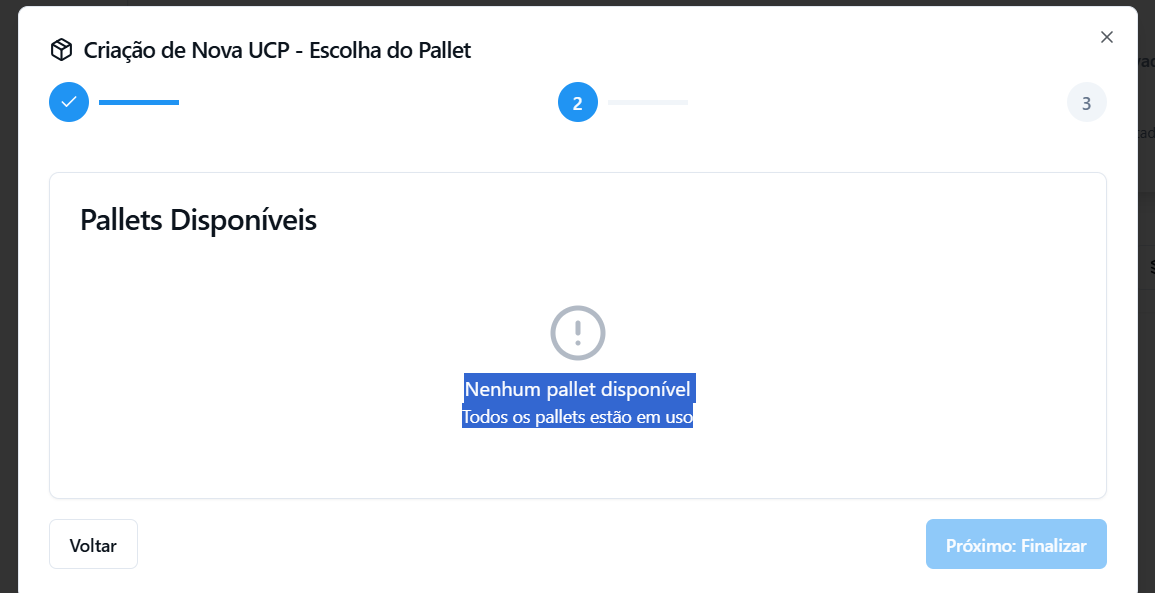 Criação de Nova UCP - Escolha do Pallet
2
3
Pallets Disponíveis
Nenhum pallet disponível
Todos os pallets estão em uso
Voltar
Próximo: Finalizar